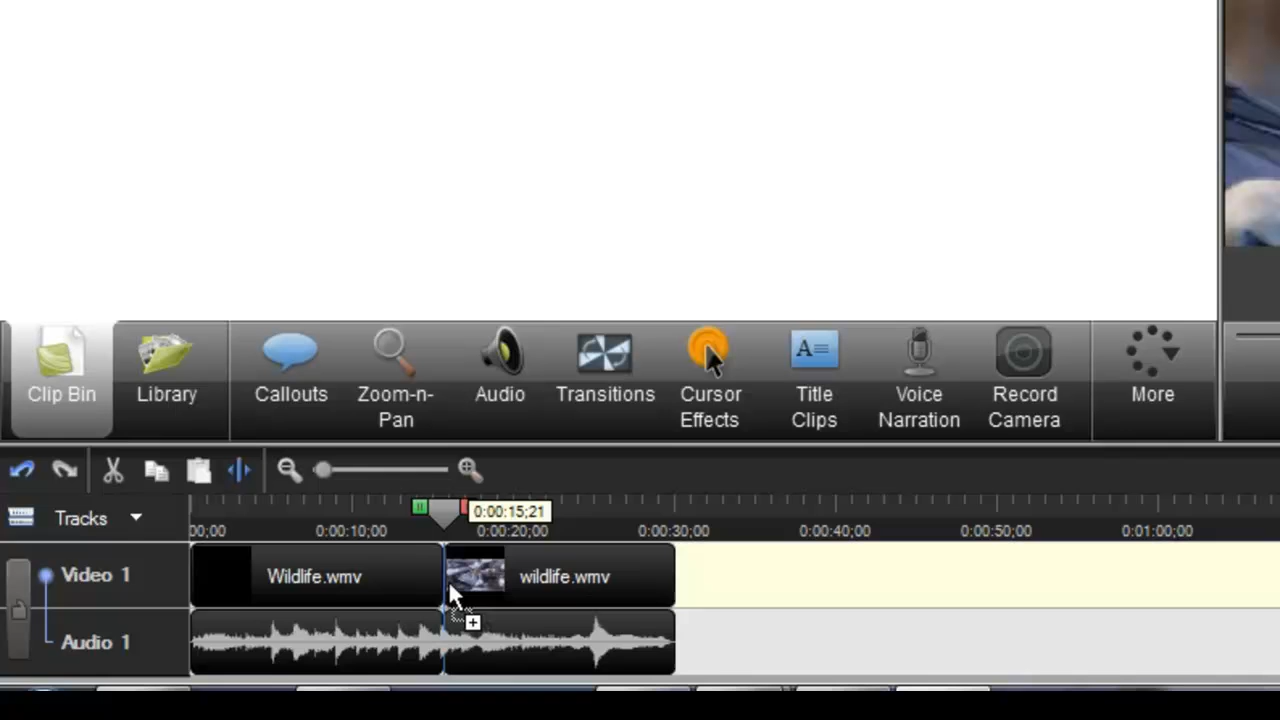 Clip Bin
Library
Callouts
Zoom-n-
Pan
Audio
Transitions
Cursor
Effects
Title
Clips
Voice
Narration
Record
Camera
More
0:00:15;21
Tracks
00;00
0:00:10;00
0:00:20;00
0:00:30;00
0:00:40;00
0:00:50;00
0:01:00;00
Video 1
Wildlife.wmv
wildlife.wmv
Audio 1